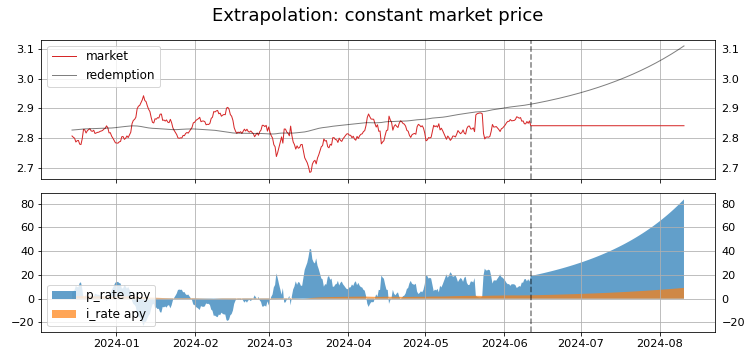 Extrapolation: constant market price
3.1 3.1
market
redemption
3.0 3.0
2.9 2.9
2.8 2.8
2.7 2.7
80 80
60 60
40 40
20 20
p_rate apy
0 0
i_rate apy
−20 −20
2024-01 2024-02 2024-03 2024-04 2024-05 2024-06 2024-07 2024-08